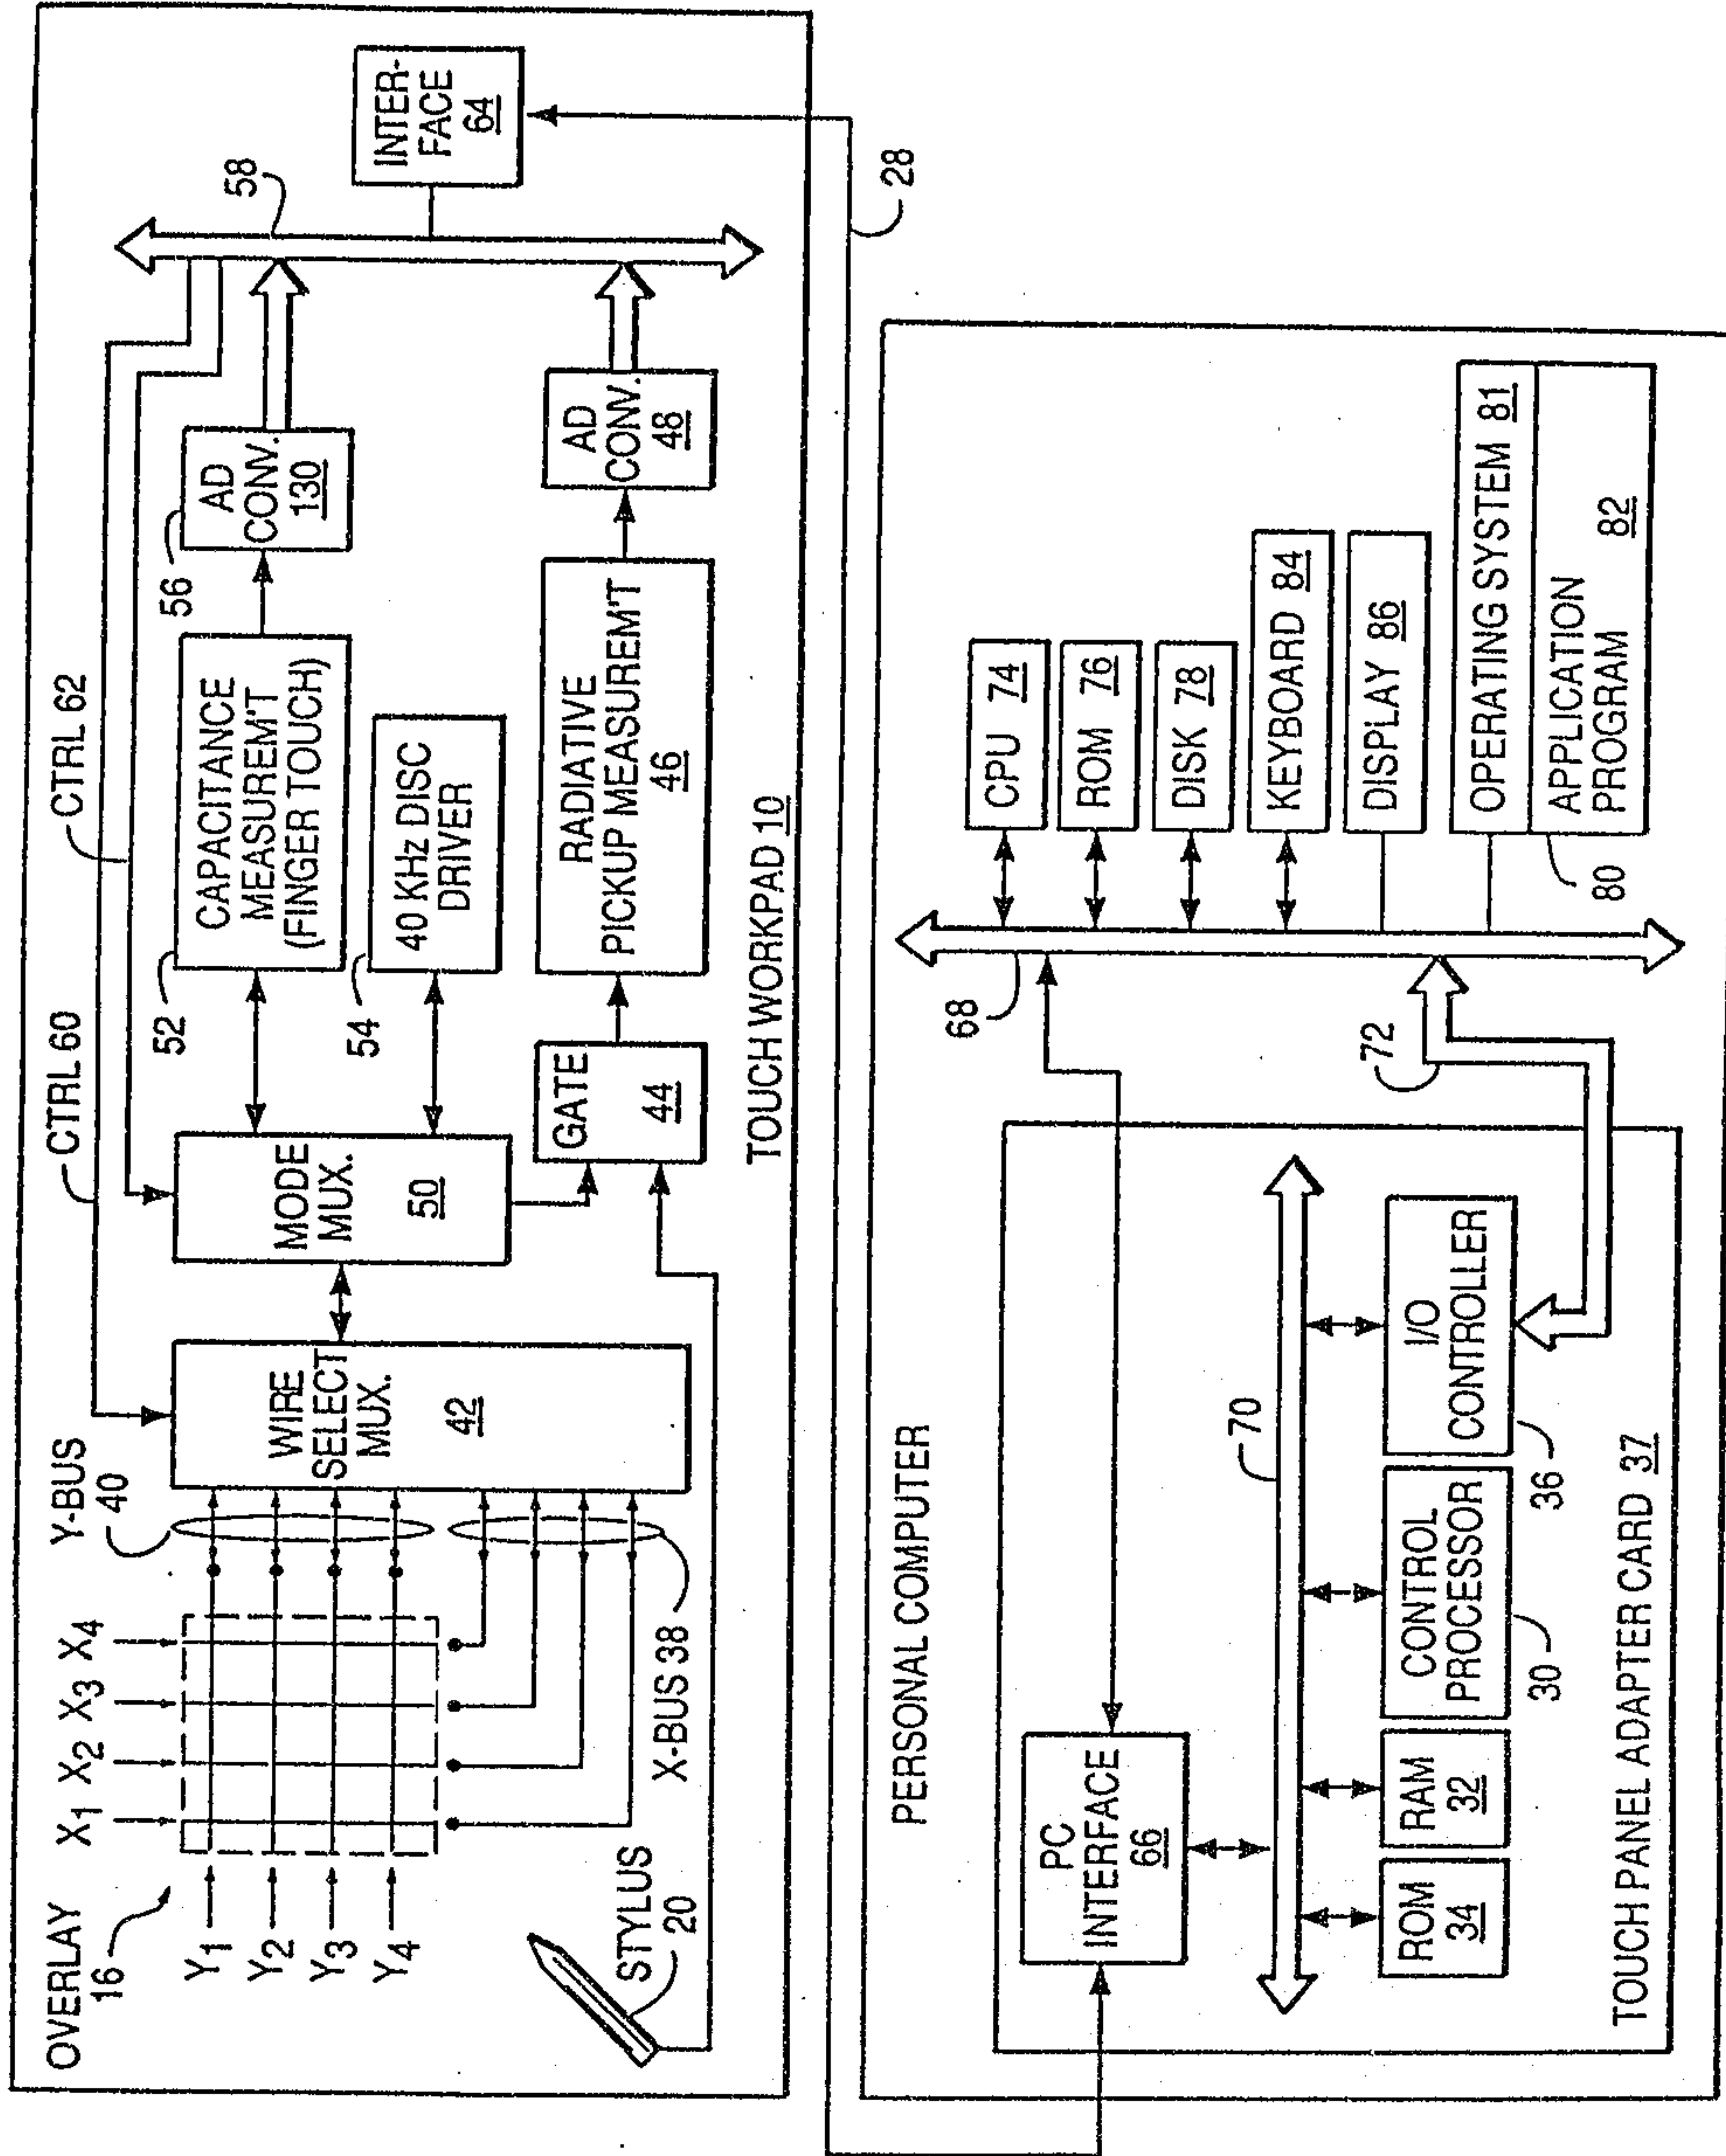 OVERLAY
16
X1 X2 X3 X4
Y1
Y2
Y3
Y4
Y-BUS
40
X-BUS 38
STYLUS
20
WIRE
SELECT
MUX.
42
CTRL 60
CTRL 62
MODE
MUX.
50
GATE
44
52
CAPACITANCE
MEASUREM'T
(FINGER TOUCH)
54
40 KHz DISC
DRIVER
RADIATIVE
PICKUP MEASUREM'T
46
56
AD
CONV.
130
AD
CONV.
48
58
INTER-
FACE
64
TOUCH WORKPAD 10
28
PERSONAL COMPUTER
PC
INTERFACE
66
70
ROM
34
RAM
32
CONTROL
PROCESSOR
30
I/O
CONTROLLER
36
TOUCH PANEL ADAPTER CARD 37
68
72
CPU 74
ROM 76
DISK 78
KEYBOARD 84
DISPLAY 86
OPERATING SYSTEM 81
APPLICATION
PROGRAM 82
80